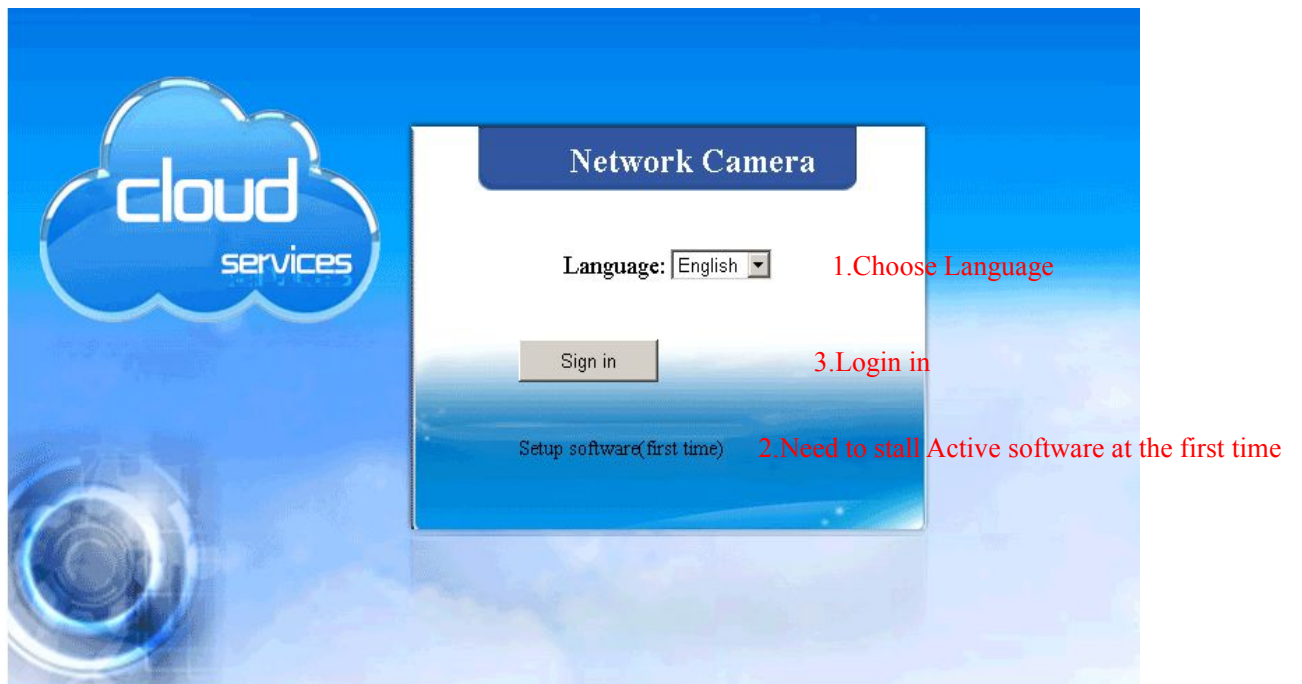 cloud
services
Network Camera
Language: English 1.Choose Language
Sign in 3.Login in
Setup software(first time) 2.Need to stall Active software at the first time